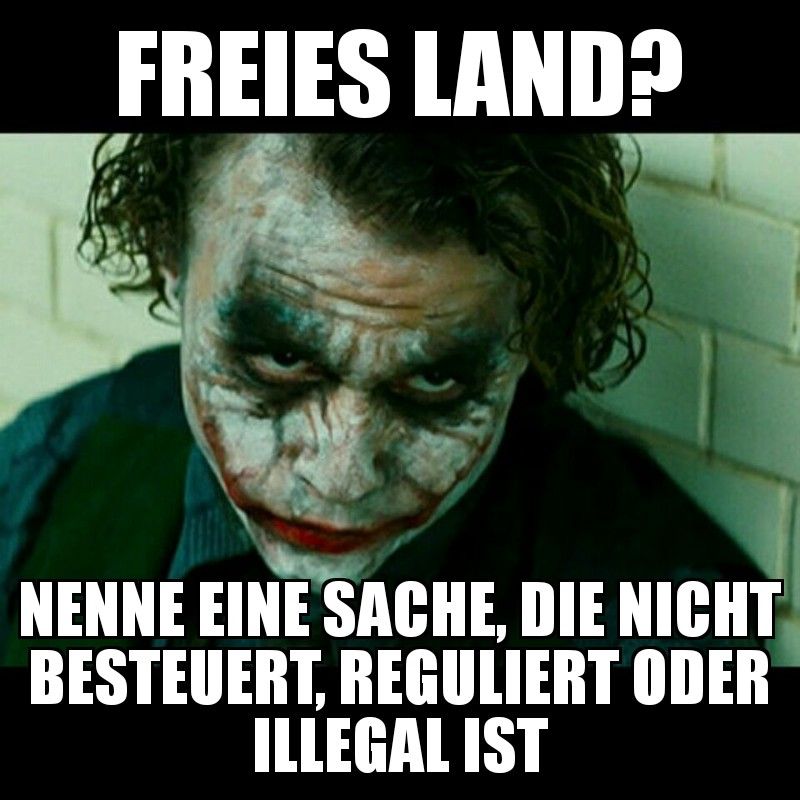 FREIES LAND?
NENNE EINE SACHE, DIE NICHT
BESTEUERT, REGULIERT ODER
ILLEGAL IST